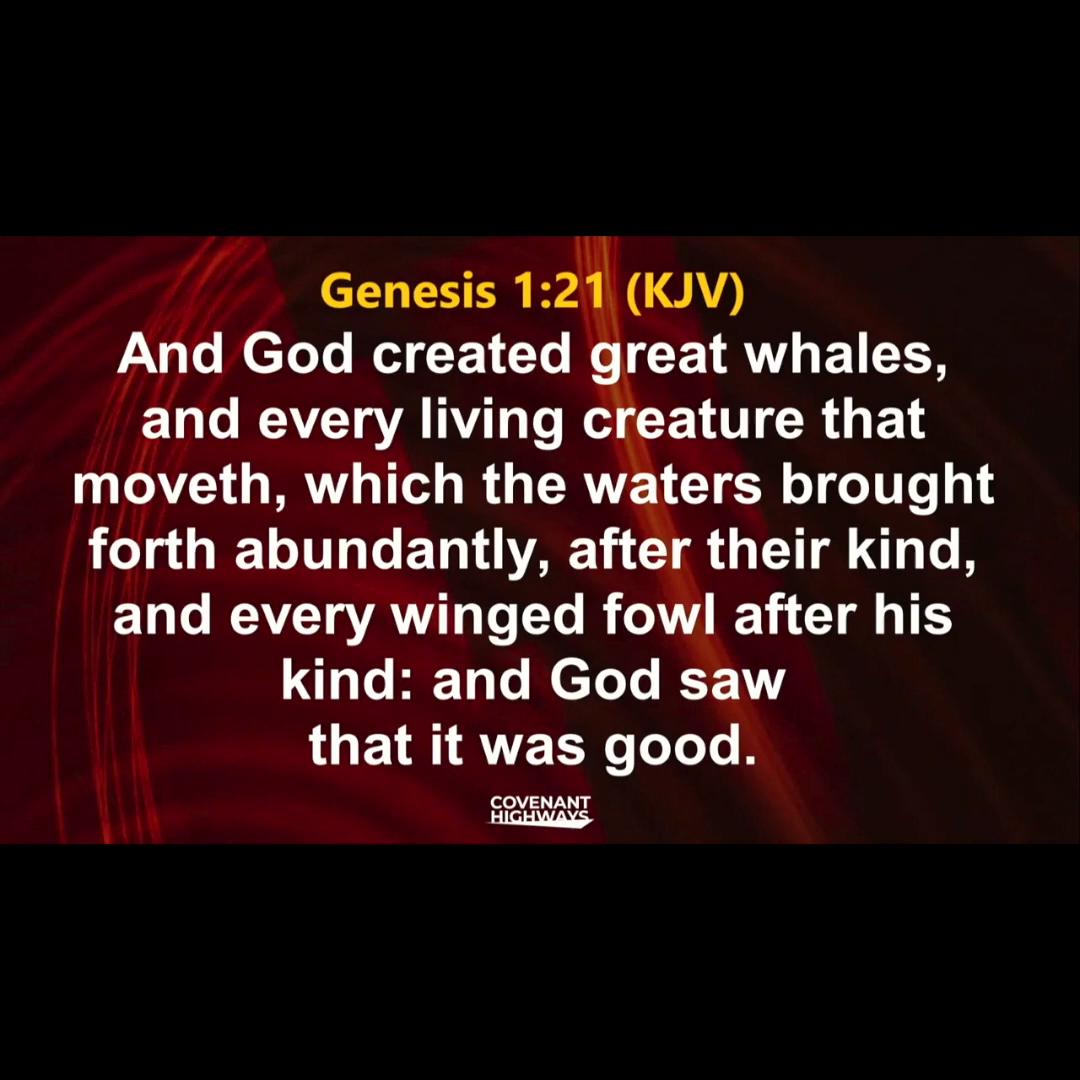 Genesis 1:21 (KJV)
And God created great whales,
and every living creature that
moveth, which the waters brought
forth abundantly, after their kind,
and every winged fowl after his
kind: and God saw
that it was good.
COVENANT
HIGHWAYS